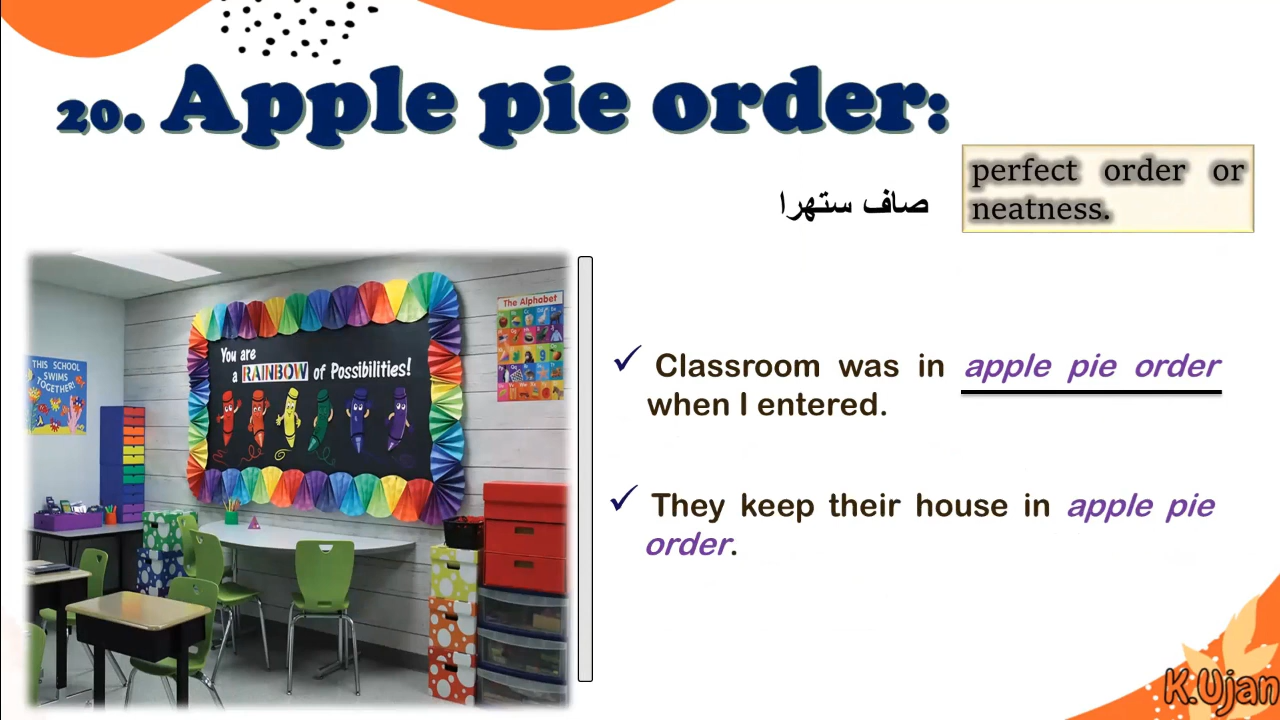 20. Apple pie order:
perfect order or
neatness.
صاف ستهرا
THIS SCHOOL
SWIMS
TOGETHER!
You are
a RAINBOW of Possibilities!
The Alphabet
✓ Classroom was in apple pie order
when I entered.
✓ They keep their house in apple pie
order.
K.Ujan